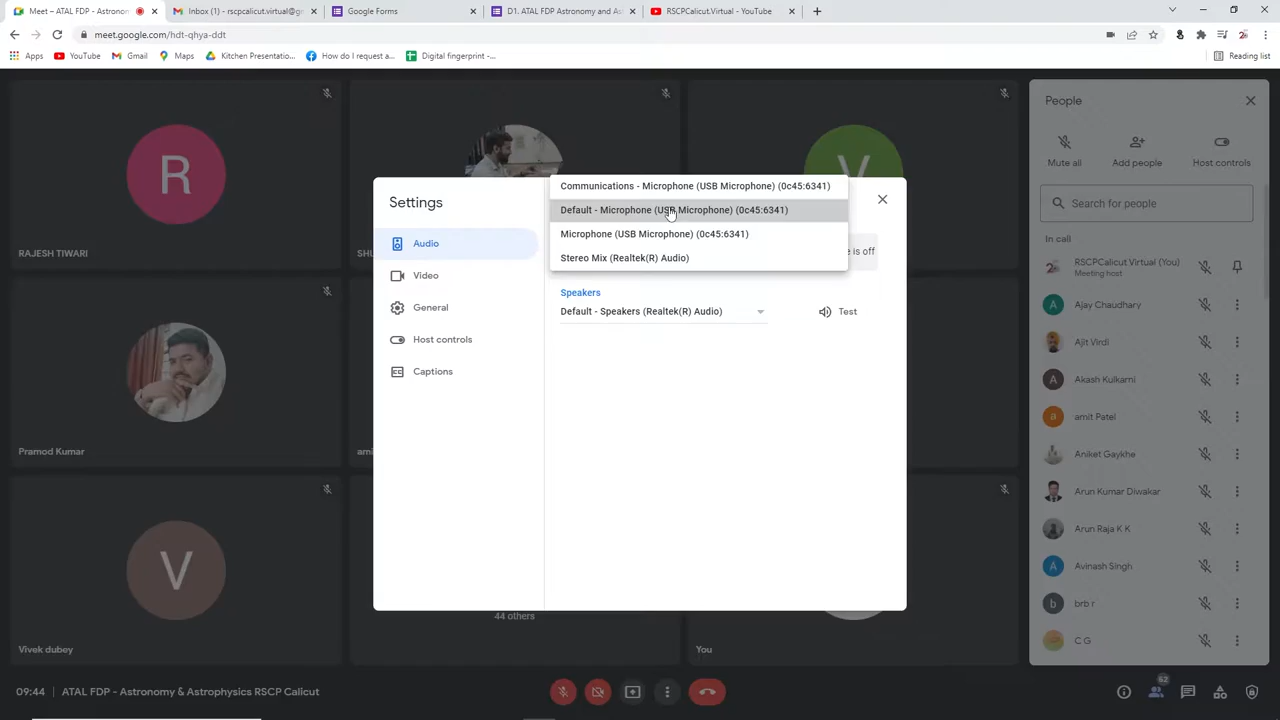 Meet – ATAL FDP - Astronon
Inbox (1) - rscpcalicut.virtual@gn
Google Forms
D1. ATAL FDP Astronomy and Ast
RSCPCalicut.Virtual - YouTube
meet.google.com/hdt-qhya-ddt
Apps
YouTube
Gmail
Maps
Kitchen Presentatio...
How do I request a...
Digital fingerprint –...
Reading list
R
V
RAJESH TIWARI
SHU
Pramod Kumar
ami
V
Vivek dubey
44 others
You
Settings
Audio
Video
General
Host controls
Captions
Communications - Microphone (USB Microphone) (0c45:6341)
Default - Microphone (USB Microphone) (0c45:6341)
Microphone (USB Microphone) (0c45:6341)
Stereo Mix (Realtek(R) Audio)
e is off
Speakers
Default - Speakers (Realtek(R) Audio)
Test
People
Mute all
Add people
Host controls
Search for people
In call
RSCPCalicut Virtual (You)
Meeting host
Ajay Chaudhary
Ajit Virdi
A Akash Kulkarni
a amit Patel
Aniket Gaykhe
Arun Kumar Diwakar
Arun Raja K K
A Avinash Singh
b brb r
C C G
09:44 | ATAL FDP - Astronomy & Astrophysics RSCP Calicut
62